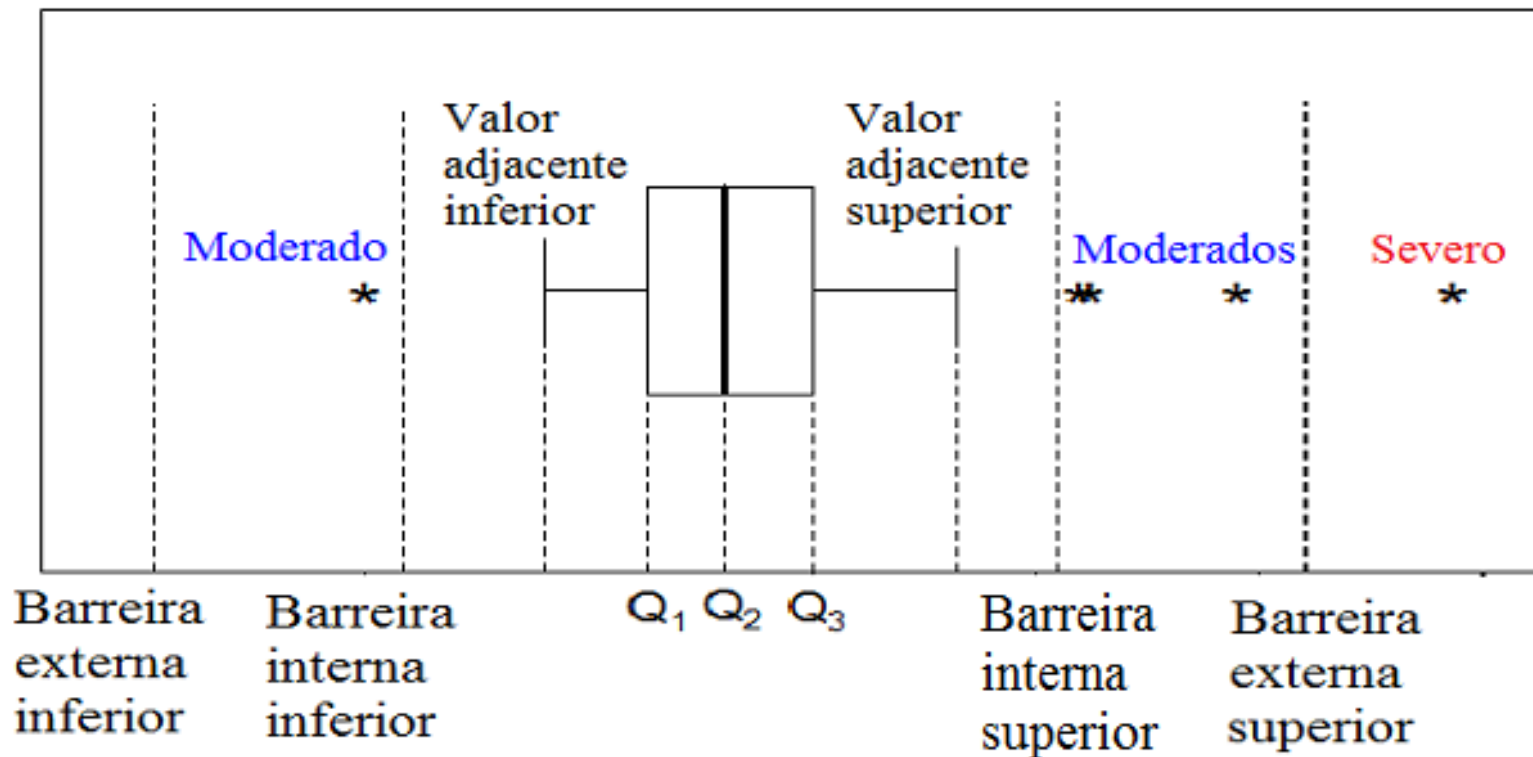 Valor
adjacente
inferior
Valor
adjacente
superior
Moderado
Moderados
Severo
Barreira
externa
inferior
Barreira
interna
inferior
Q₁
Q₂
Q₃
Barreira
interna
superior
Barreira
externa
superior